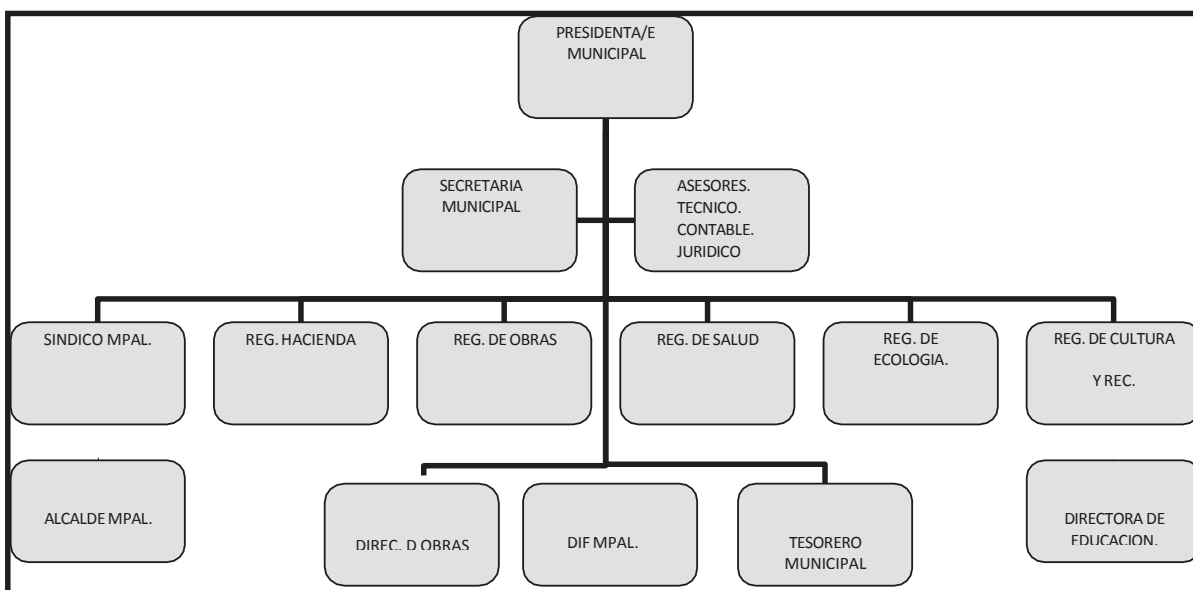 PRESIDENTA/E
MUNICIPAL
SECRETARIA
MUNICIPAL
ASESORES.
TECNICO.
CONTABLE.
JURIDICO
SINDICO MPAL.
REG. HACIENDA
REG. DE OBRAS
REG. DE SALUD
REG. DE
ECOLOGIA.
REG. DE CULTURA
Y REC.
ALCALDE MPAL.
DIREC. D OBRAS
DIF MPAL.
TESORERO
MUNICIPAL
DIRECTORA DE
EDUCACION.